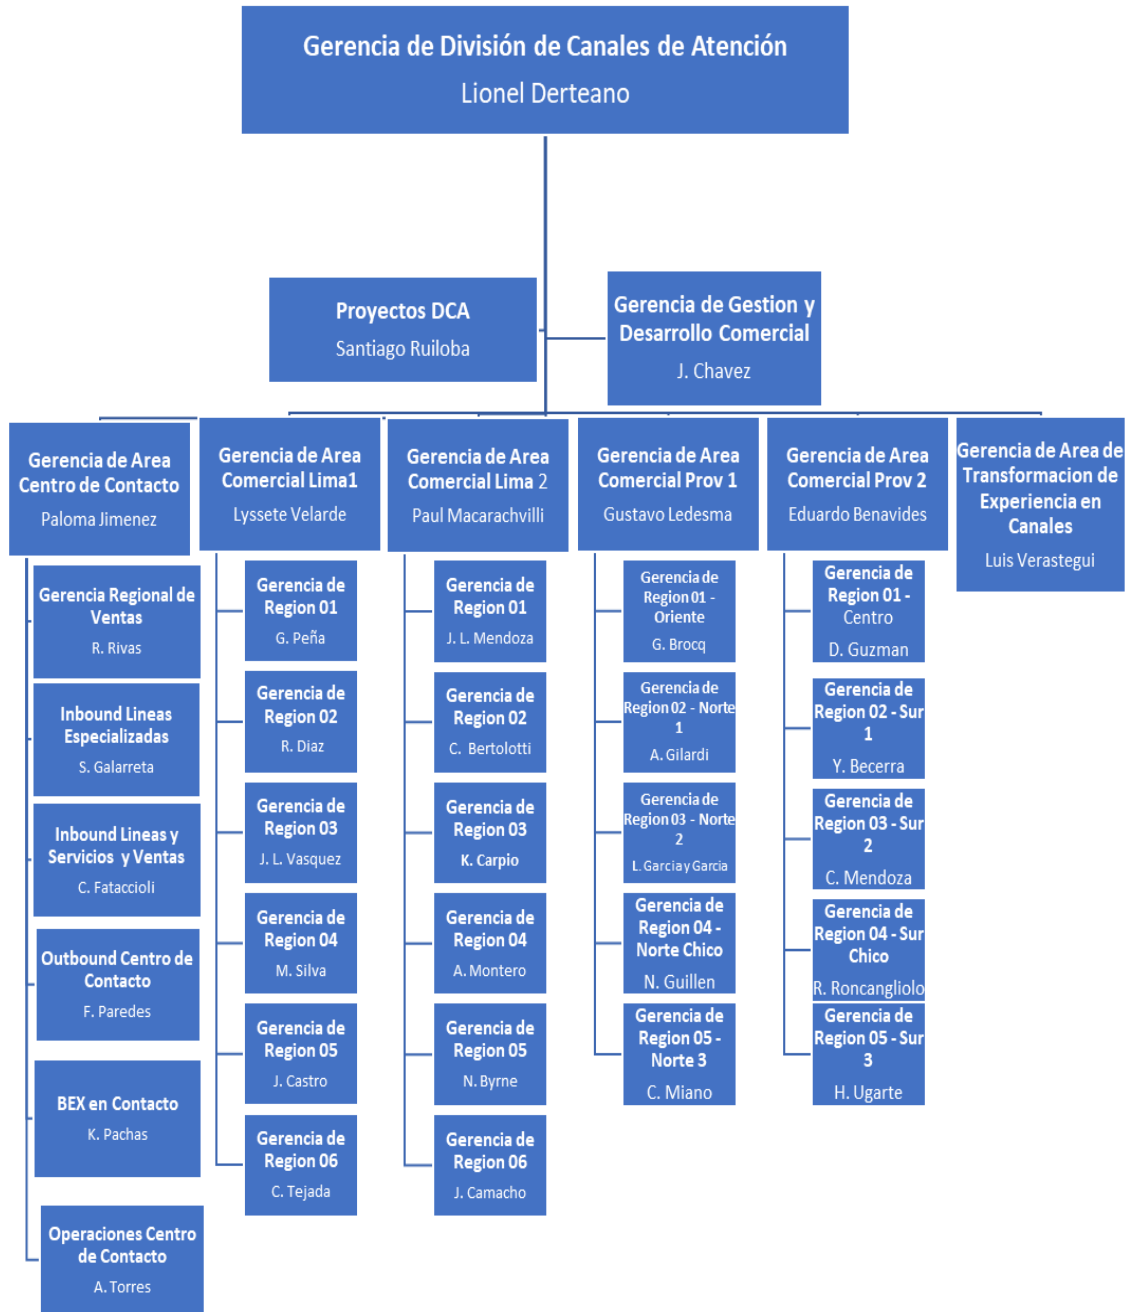 Gerencia de División de Canales de Atención
Lionel Derteano
Proyectos DCA
Santiago Ruiloba
Gerencia de Gestion y
Desarrollo Comercial
J. Chavez
Gerencia de Area
Centro de Contacto
Paloma Jimenez
Gerencia Regional de
Ventas
R. Rivas
Inbound Lineas
Especializadas
S. Galarreta
Inbound Lineas y
Servicios y Ventas
C. Fataccioli
Outbound Centro de
Contacto
F. Paredes
BEX en Contacto
K. Pachas
Operaciones Centro
de Contacto
A. Torres
Gerencia de Area
Comercial Lima1
Lyssete Velarde
Gerencia de
Region 01
G. Peña
Gerencia de
Region 02
R. Diaz
Gerencia de
Region 03
J. L. Vasquez
Gerencia de
Region 04
M. Silva
Gerencia de
Region 05
J. Castro
Gerencia de
Region 06
C. Tejada
Gerencia de Area
Comercial Lima 2
Paul Macarachvilli
Gerencia de
Region 01
J. L. Mendoza
Gerencia de
Region 02
C. Bertolotti
Gerencia de
Region 03
K. Carpio
Gerencia de
Region 04
A. Montero
Gerencia de
Region 05
N. Byrne
Gerencia de
Region 06
J. Camacho
Gerencia de Area
Comercial Prov 1
Gustavo Ledesma
Gerencia de
Region 01 -
Oriente
G. Brocq
Gerencia de
Region 02 - Norte
1
A. Gilardi
Gerencia de
Region 03 - Norte
2
L. Garcia y Garcia
Gerencia de
Region 04 -
Norte Chico
N. Guillen
Gerencia de
Region 05 -
Norte 3
C. Miano
Gerencia de Area
Comercial Prov 2
Eduardo Benavides
Gerencia de
Region 01 -
Centro
D. Guzman
Gerencia de
Region 02 - Sur
1
Y. Becerra
Gerencia de
Region 03 - Sur
2
C. Mendoza
Gerencia de
Region 04 - Sur
Chico
R. Roncangliolo
Gerencia de
Region 05 - Sur
3
H. Ugarte
Gerencia de Area de
Transformacion de
Experiencia en
Canales
Luis Verastegui